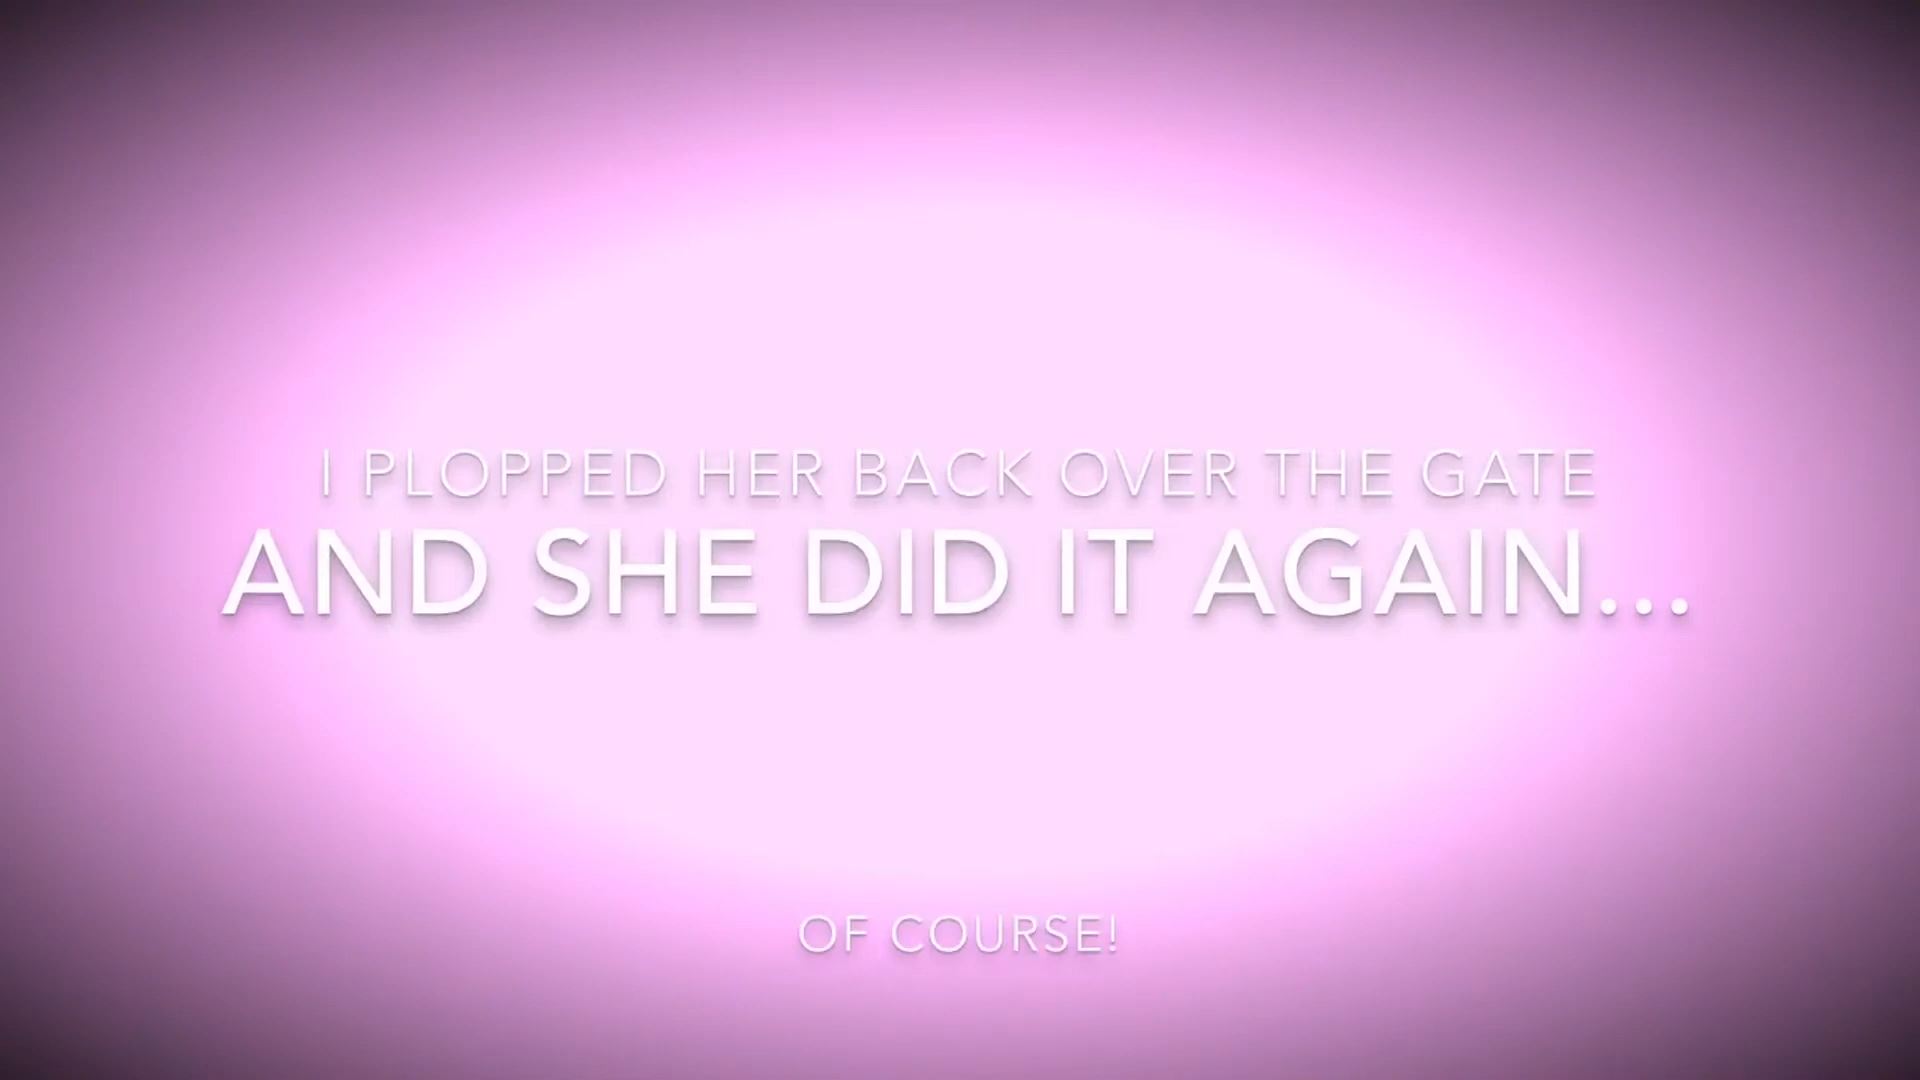 I PLOPPED HER BACK OVER THE GATE
AND SHE DID IT AGAIN...
OF COURSE!